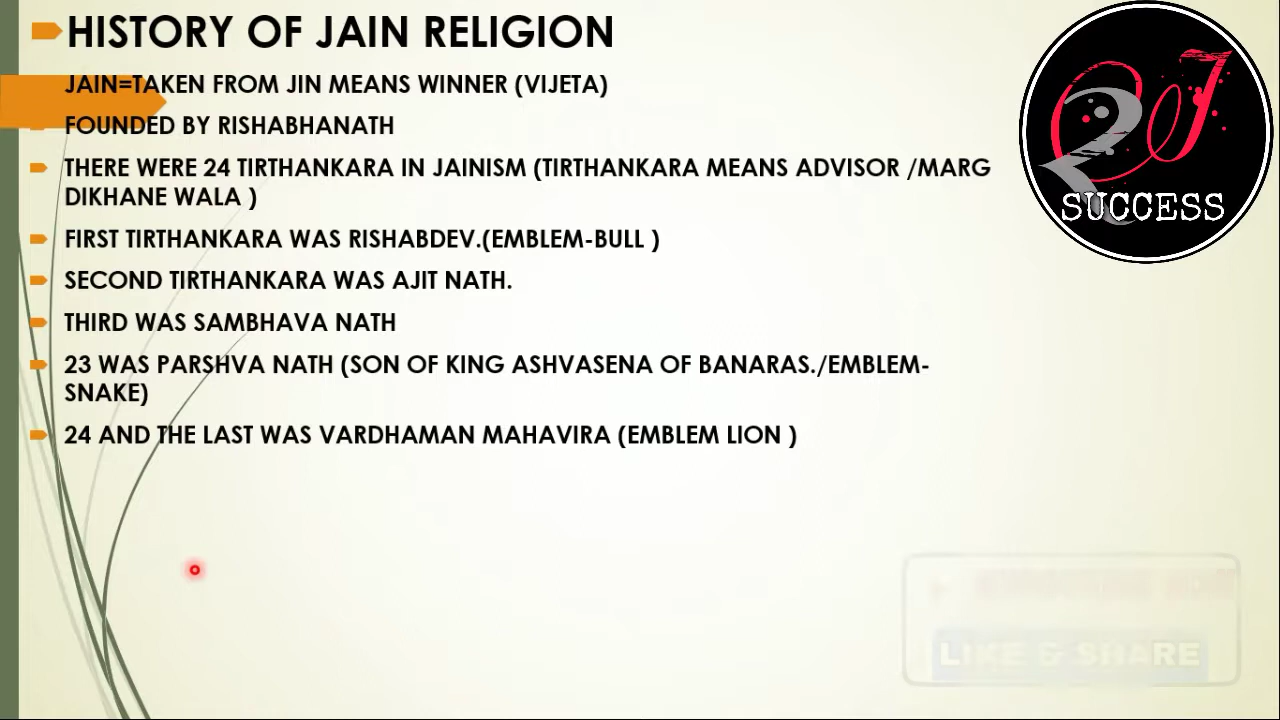 HISTORY OF JAIN RELIGION
JAIN=TAKEN FROM JIN MEANS WINNER (VIJETA)
FOUNDED BY RISHABHANATH
THERE WERE 24 TIRTHANKARA IN JAINISM (TIRTHANKARA MEANS ADVISOR /MARG
DIKHANE WALA )
FIRST TIRTHANKARA WAS RISHABDEV.(EMBLEM-BULL )
SECOND TIRTHANKARA WAS AJIT NATH.
THIRD WAS SAMBHAVA NATH
23 WAS PARSHVA NATH (SON OF KING ASHVASENA OF BANARAS./EMBLEM-
SNAKE)
24 AND THE LAST WAS VARDHAMAN MAHAVIRA (EMBLEM LION )
SUCCESS
LIKE & SHARE